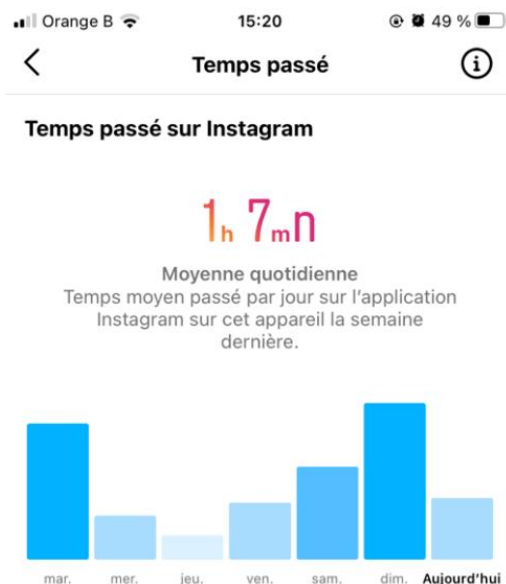 Orange B 15:20 49 %
Temps passé
Temps passé sur Instagram
1h 7mn
Moyenne quotidienne
Temps moyen passé par jour sur l'application
Instagram sur cet appareil la semaine
dernière.
mar. mer. jeu. ven. sam. dim. Aujourd'hui